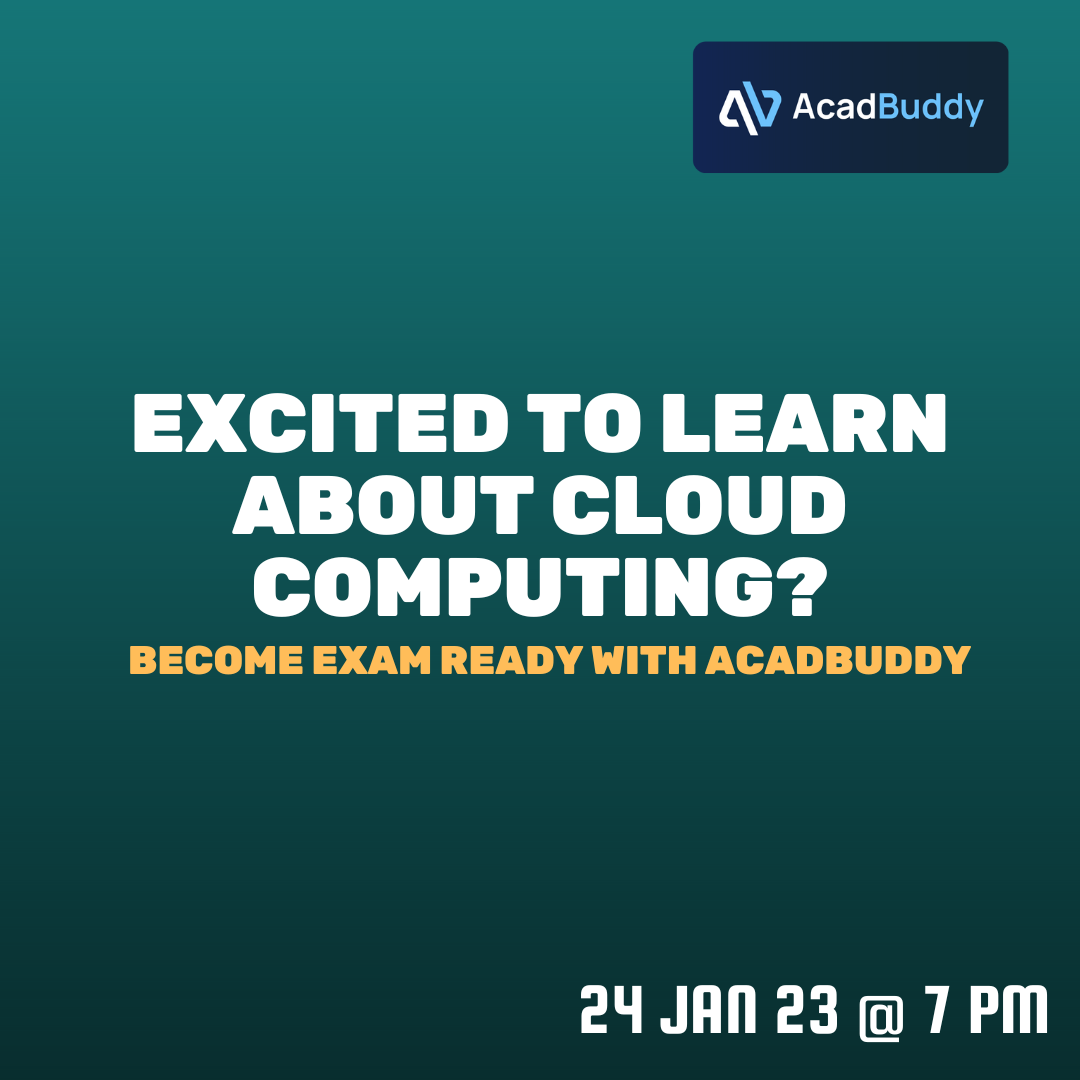 AcadBuddy
EXCITED TO LEARN
ABOUT CLOUD
COMPUTING?
BECOME EXAM READY WITH ACADBUDDY
24 JAN 23 @ 7 PM